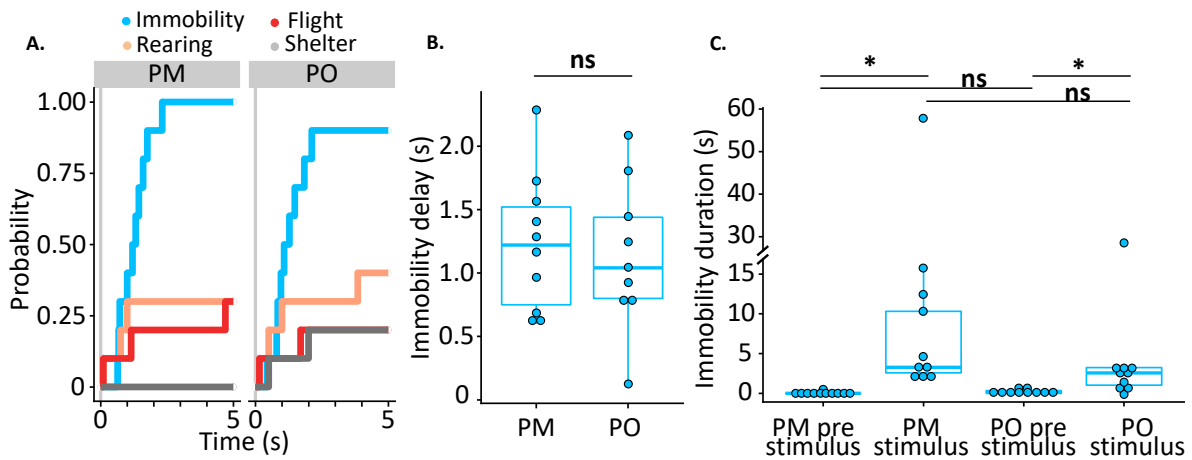 A.
Immobility
Flight
Rearing
Shelter
PM
PO
1.00
0.75
0.50
0.25
0
Probability
0
5
0
5
Time (s)
B.
ns
2.0
1.5
1.0
0.5
0
Immobility delay (s)
PM
PO
C.
*
*
ns
ns
60
50
40
30
15
10
5
0
Immobility duration (s)
PM pre
stimulus
PM
stimulus
PO pre
stimulus
PO
stimulus